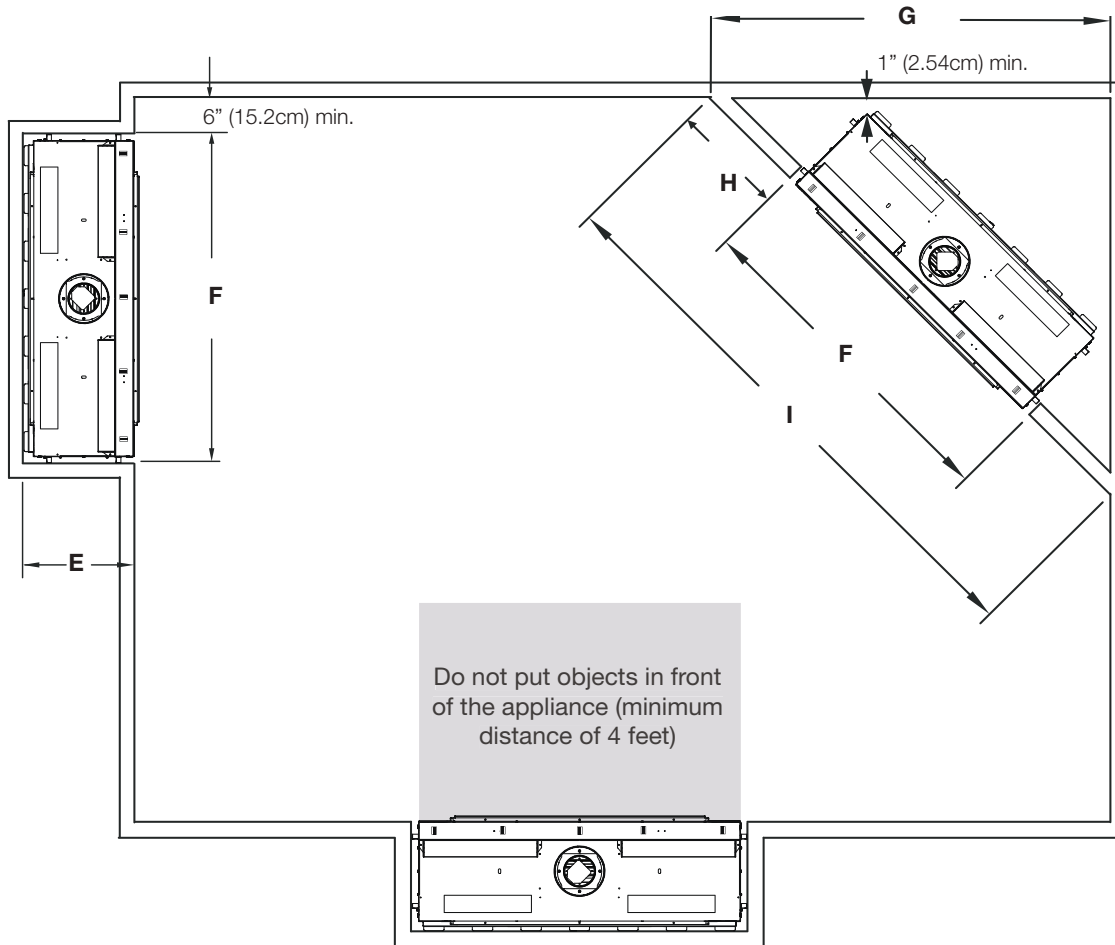 G
1” (2.54cm) min.
6” (15.2cm) min.
H
F
F
I
E
Do not put objects in front
of the appliance (minimum
distance of 4 feet)